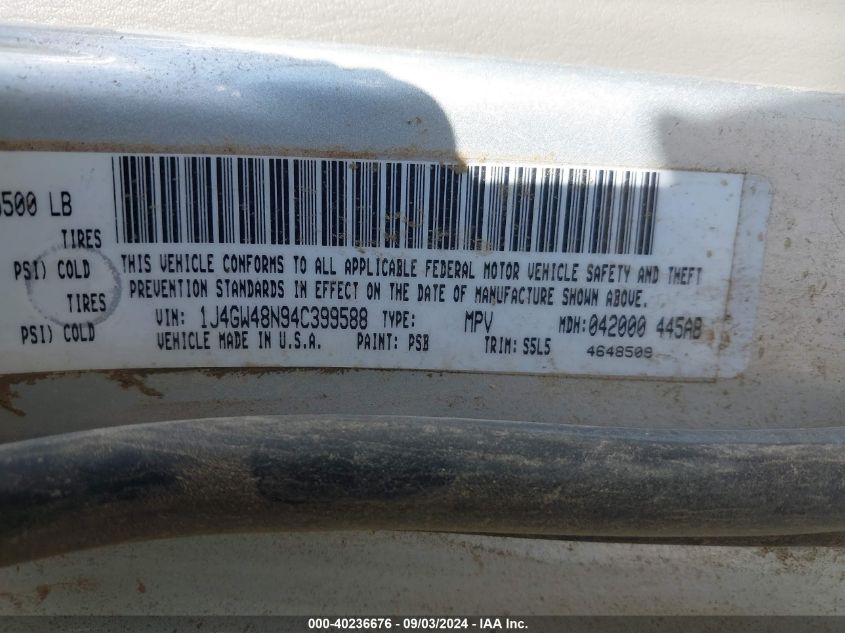 500 LB
TIRES
PSI) COLD
TIRES
PSI) COLD
THIS VEHICLE CONFORMS TO ALL APPLICABLE FEDERAL MOTOR VEHICLE SAFETY AND THEFT
PREVENTION STANDARDS IN EFFECT ON THE DATE OF MANUFACTURE SHOWN ABOVE.
VIN: 1J4GW48N94C399588 TYPE: MPV MDH:042000 445AB
VEHICLE MADE IN U.S.A. PAINT: PSB TRIM: S5L5 4648509
000-40236676 - 09/03/2024 - IAA Inc.